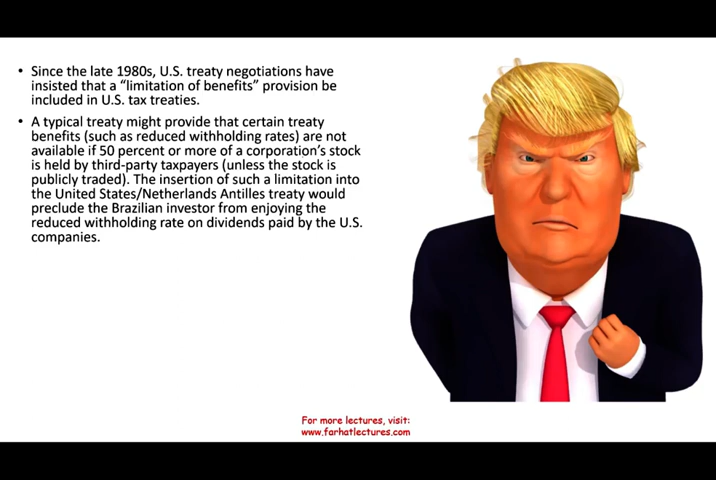 • Since the late 1980s, U.S. treaty negotiations have
insisted that a “limitation of benefits” provision be
included in U.S. tax treaties.
• A typical treaty might provide that certain treaty
benefits (such as reduced withholding rates) are not
available if 50 percent or more of a corporation’s stock
is held by third-party taxpayers (unless the stock is
publicly traded). The insertion of such a limitation into
the United States/Netherlands Antilles treaty would
preclude the Brazilian investor from enjoying the
reduced withholding rate on dividends paid by the U.S.
companies.
For more lectures, visit:
www.farhatlectures.com